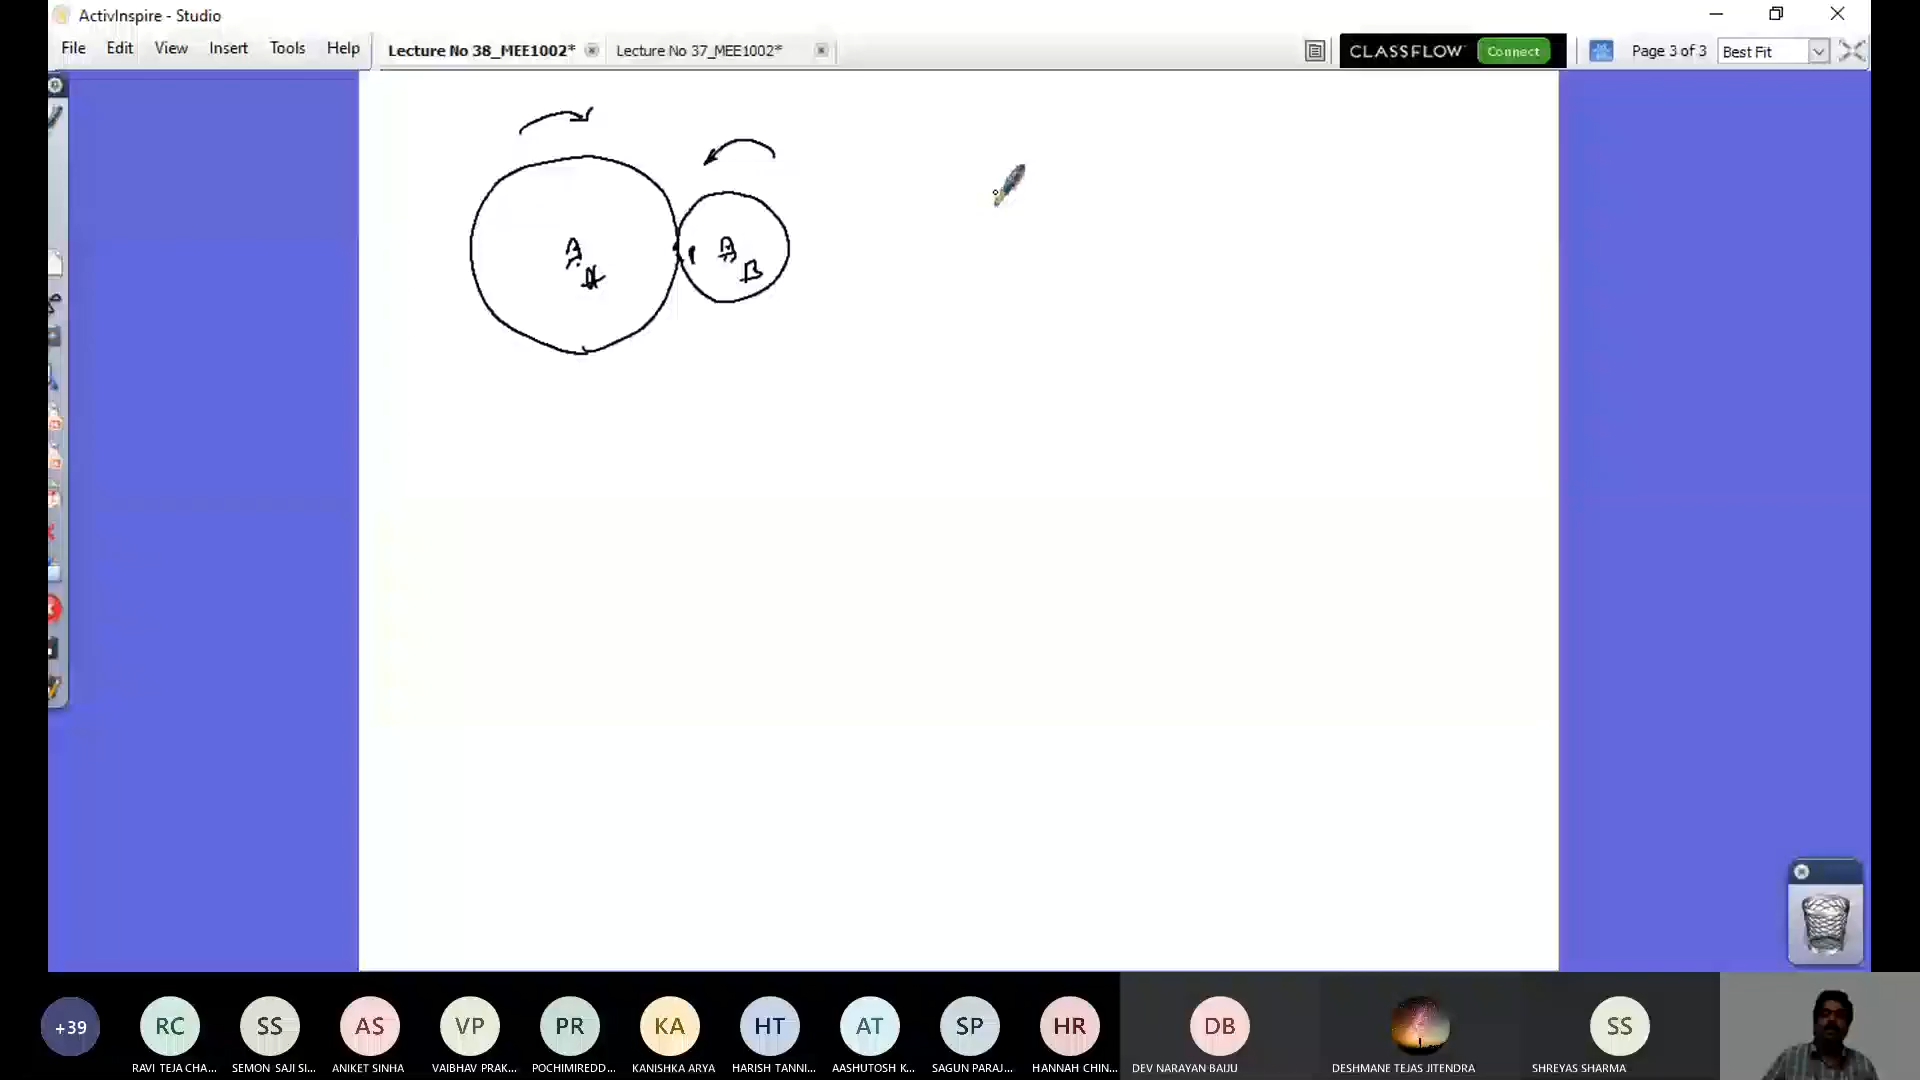 ActivInspire - Studio
File Edit View Insert Tools Help
Lecture No 38_MEE1002* Lecture No 37_MEE1002*
CLASSFLOW Connect
Page 3 of 3 Best Fit
A B
+39 RC SS AS VP PR KA HT AT SP HR DB SS
RAVI TEJA CHA... SEMON SAJI SI... ANIKET SINHA VAIBHAV PRAK... POCHIMIREDD... KANISHKA ARYA HARISH TANNI... AASHUTOSH K... SAGUN PARAJ... HANNAH CHIN... DEV NARAYAN BAIJU DESHMANE TEJAS JITENDRA SHREYAS SHARMA